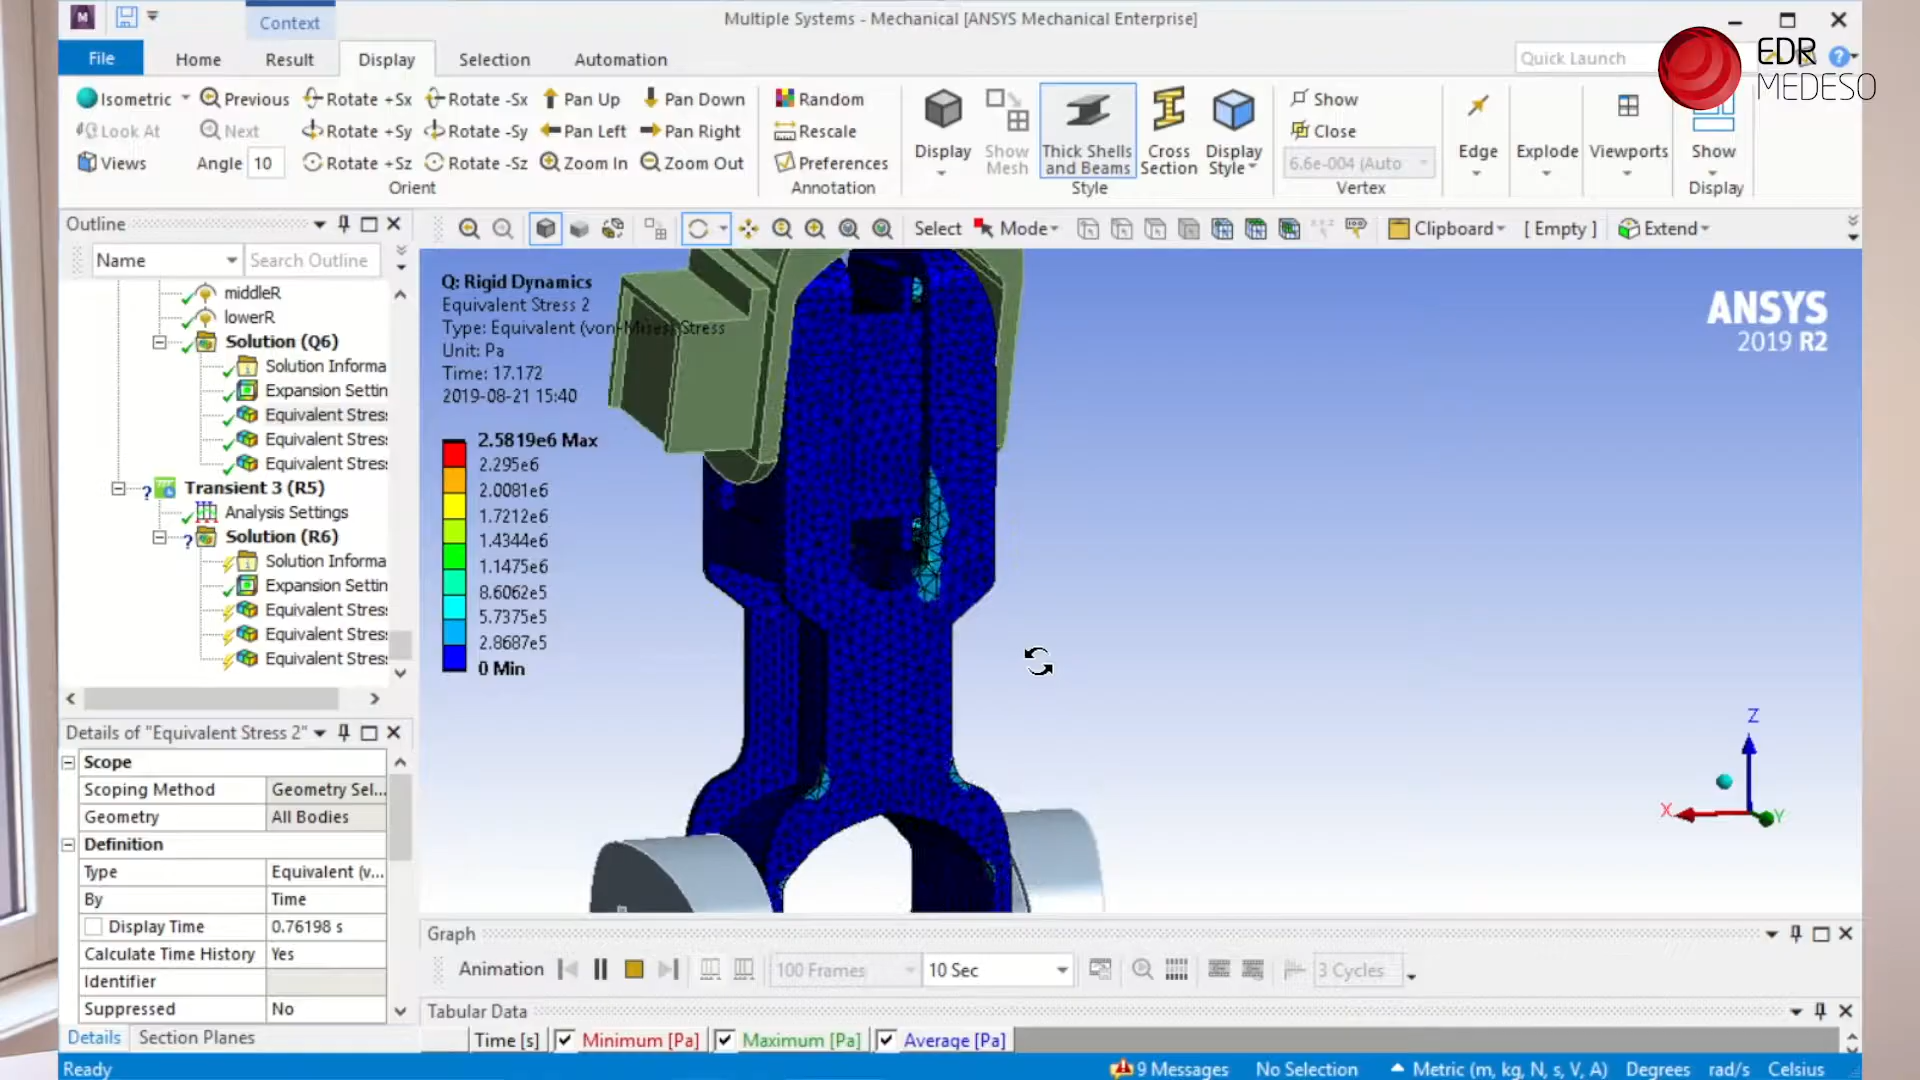 Context
Multiple Systems - Mechanical [ANSYS Mechanical Enterprise]
File
Home
Result
Display
Selection
Automation
Quick Launch
EDR
MEDESO
Isometric
Previous
Rotate +Sx
Rotate -Sx
Pan Up
Pan Down
Look At
Next
Rotate +Sy
Rotate -Sy
Pan Left
Pan Right
Views
Angle 10
Rotate +Sz
Rotate -Sz
Zoom In
Zoom Out
Orient
Random
Rescale
Preferences
Annotation
Display
Show
Mesh
Thick Shells
and Beams
Cross
Section
Display
Style
Style
Show
Close
6.6e-004 (Auto
Vertex
Edge
Explode
Viewports
Show
Display
Outline
Name
Search Outline
Select
Mode
Clipboard
[ Empty ]
Extend
middleR
lowerR
Solution (Q6)
Solution Informa
Expansion Settin
Equivalent Stres
Equivalent Stres
Equivalent Stres
Transient 3 (R5)
Analysis Settings
Solution (R6)
Solution Informa
Expansion Settin
Equivalent Stres
Equivalent Stres
Equivalent Stres
Q: Rigid Dynamics
Equivalent Stress 2
Type: Equivalent (von-Mises) Stress
Unit: Pa
Time: 17.172
2019-08-21 15:40
2.5819e6 Max
2.295e6
2.0081e6
1.7212e6
1.4344e6
1.1475e6
8.6062e5
5.7375e5
2.8687e5
0 Min
ANSYS
2019 R2
Z
X
Y
Details of "Equivalent Stress 2"
Scope
Scoping Method Geometry Sel...
Geometry All Bodies
Definition
Type Equivalent (v...
By Time
Display Time 0.76198 s
Calculate Time History Yes
Identifier
Suppressed No
Details
Section Planes
Graph
Animation
100 Frames
10 Sec
3 Cycles
Tabular Data
Time [s]
Minimum [Pa]
Maximum [Pa]
Average [Pa]
Ready
9 Messages
No Selection
Metric (m, kg, N, s, V, A)
Degrees
rad/s
Celsius